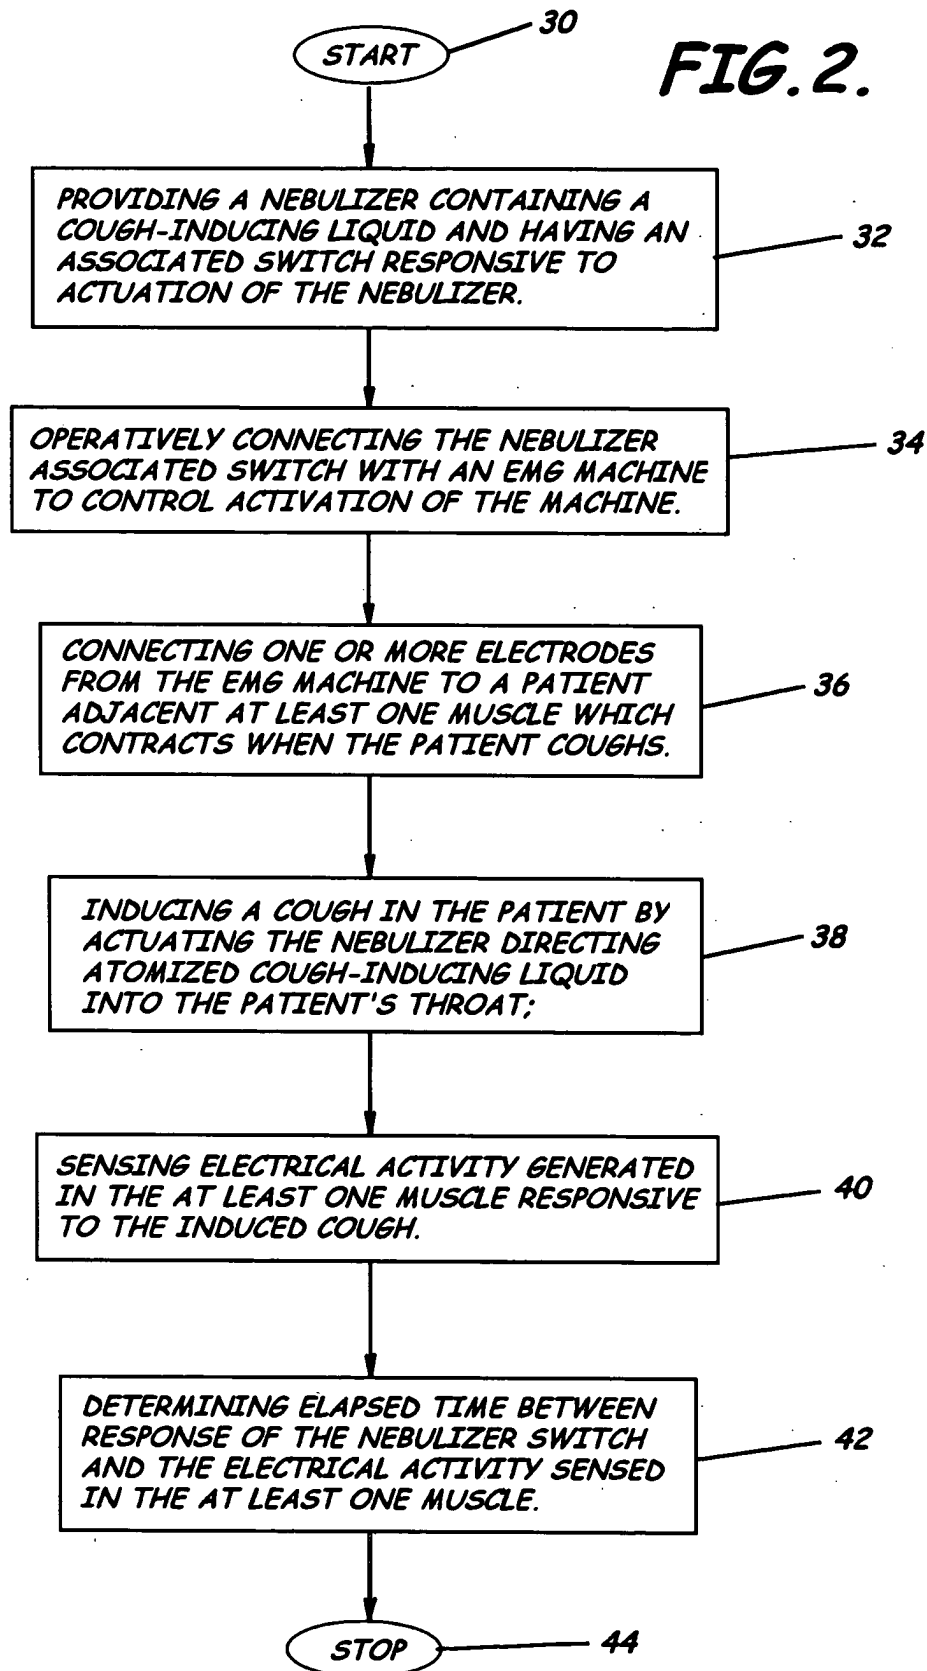 START
30
FIG. 2.
PROVIDING A NEBULIZER CONTAINING A
COUGH-INDUCING LIQUID AND HAVING AN
ASSOCIATED SWITCH RESPONSIVE TO
ACTUATION OF THE NEBULIZER.
32
OPERATIVELY CONNECTING THE NEBULIZER
ASSOCIATED SWITCH WITH AN EMG MACHINE
TO CONTROL ACTIVATION OF THE MACHINE.
34
CONNECTING ONE OR MORE ELECTRODES
FROM THE EMG MACHINE TO A PATIENT
ADJACENT AT LEAST ONE MUSCLE WHICH
CONTRACTS WHEN THE PATIENT COUGHS.
36
INDUCING A COUGH IN THE PATIENT BY
ACTUATING THE NEBULIZER DIRECTING
ATOMIZED COUGH-INDUCING LIQUID
INTO THE PATIENT'S THROAT;
38
SENSING ELECTRICAL ACTIVITY GENERATED
IN THE AT LEAST ONE MUSCLE RESPONSIVE
TO THE INDUCED COUGH.
40
DETERMINING ELAPSED TIME BETWEEN
RESPONSE OF THE NEBULIZER SWITCH
AND THE ELECTRICAL ACTIVITY SENSED
IN THE AT LEAST ONE MUSCLE.
42
STOP
44